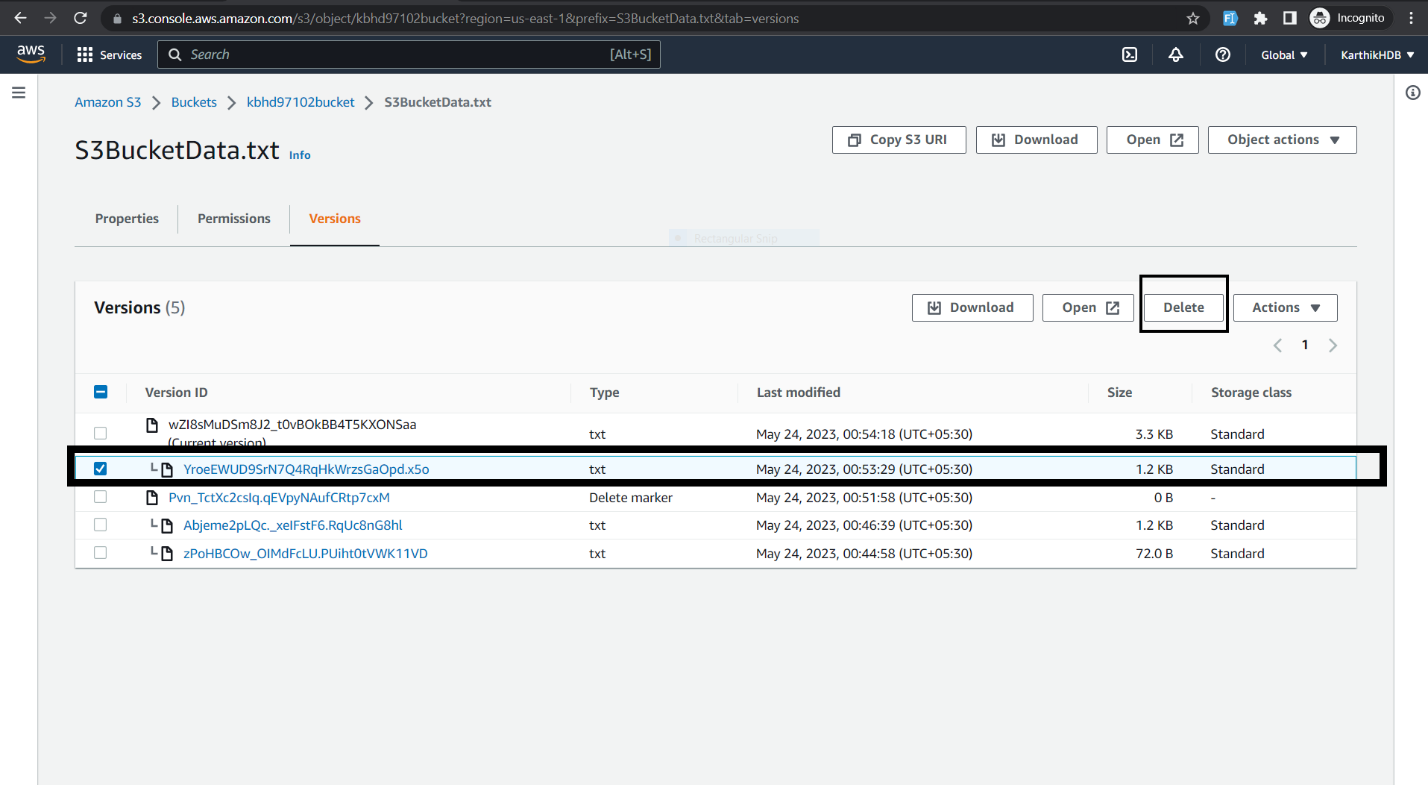 s3.console.aws.amazon.com/s3/object/kbhd97102bucket?region=us-east-1&prefix=S3BucketData.txt&tab=versions
Incognito
aws Services Search [Alt+S] Global KarthikHDB
Amazon S3 Buckets kbhd97102bucket S3BucketData.txt
S3BucketData.txt Info Copy S3 URI Download Open Object actions
Properties Permissions Versions
Rectangular Snip
Versions (5) Download Open Delete Actions
1
Version ID Type Last modified Size Storage class
wZI8sMuDSm8J2_t0vBOkBB4T5KXONSaa
(Current version) txt May 24, 2023, 00:54:18 (UTC+05:30) 3.3 KB Standard
YroeEWUD9SrN7Q4RqHkWrzsGaOpd.x5o txt May 24, 2023, 00:53:29 (UTC+05:30) 1.2 KB Standard
Pvn_TctXc2csIq.qEVpyNAufCRtp7cxM Delete marker May 24, 2023, 00:51:58 (UTC+05:30) 0 B -
Abjeme2pLQc._xeIFstF6.RqUc8nG8hl txt May 24, 2023, 00:46:39 (UTC+05:30) 1.2 KB Standard
zPoHBCOw_OIMdFcLU.PUiht0tVWK11VD txt May 24, 2023, 00:44:58 (UTC+05:30) 72.0 B Standard